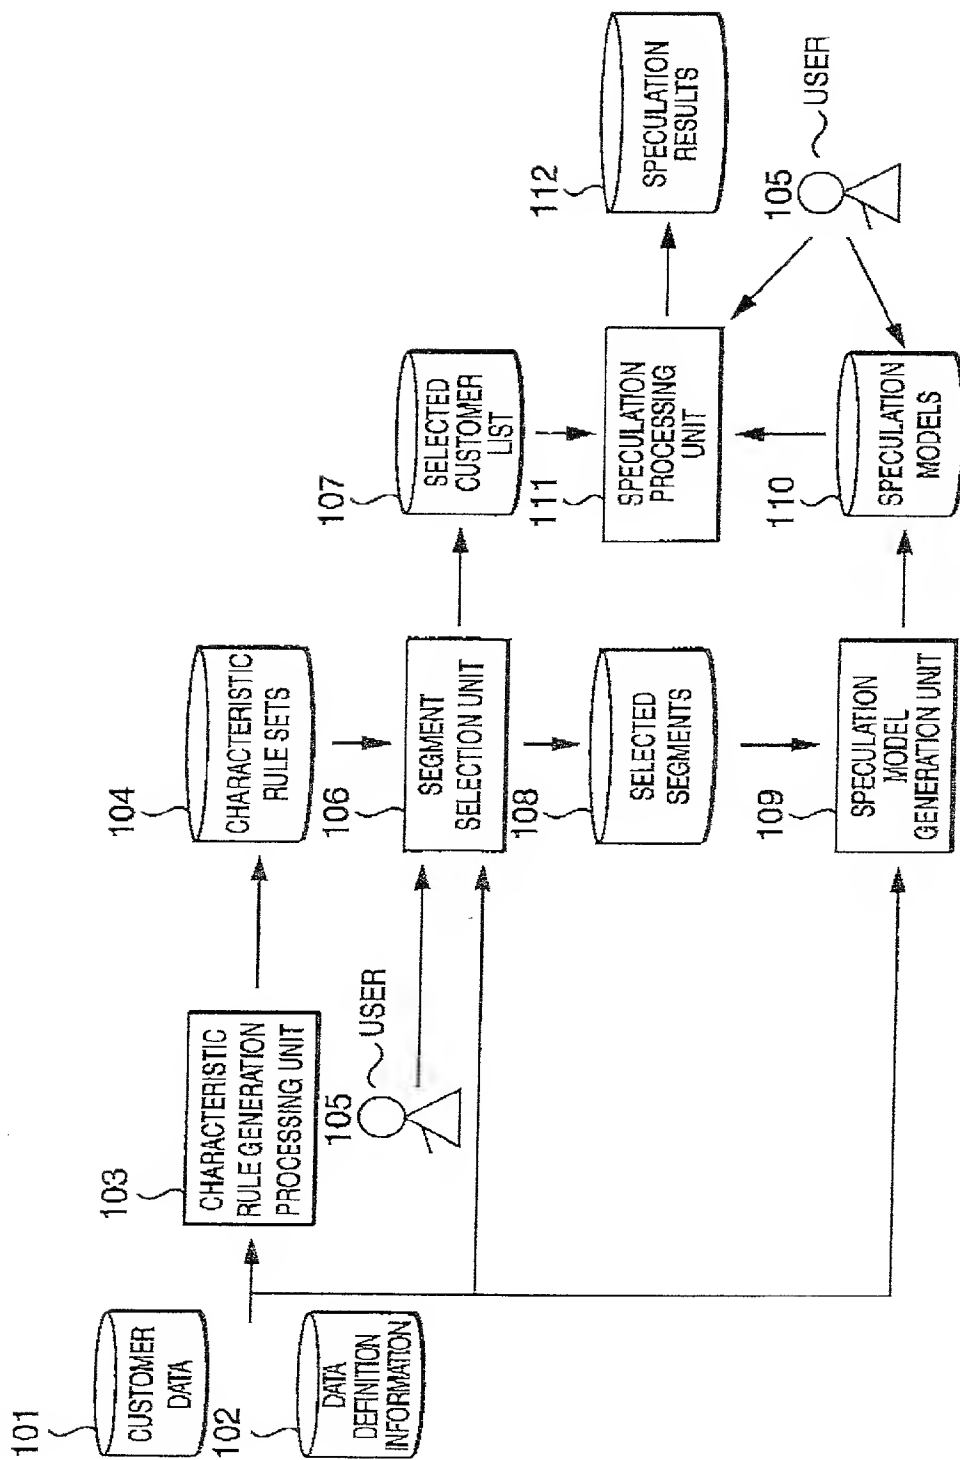 101
CUSTOMER
DATA
102
DATA
DEFINITION
INFORMATION
103
CHARACTERISTIC
RULE GENERATION
PROCESSING UNIT
104
CHARACTERISTIC
RULE SETS
105
USER
106
SEGMENT
SELECTION UNIT
107
SELECTED
CUSTOMER
LIST
108
SELECTED
SEGMENTS
109
SPECULATION
MODEL
GENERATION UNIT
110
SPECULATION
MODELS
111
SPECULATION
PROCESSING
UNIT
112
SPECULATION
RESULTS
105
USER